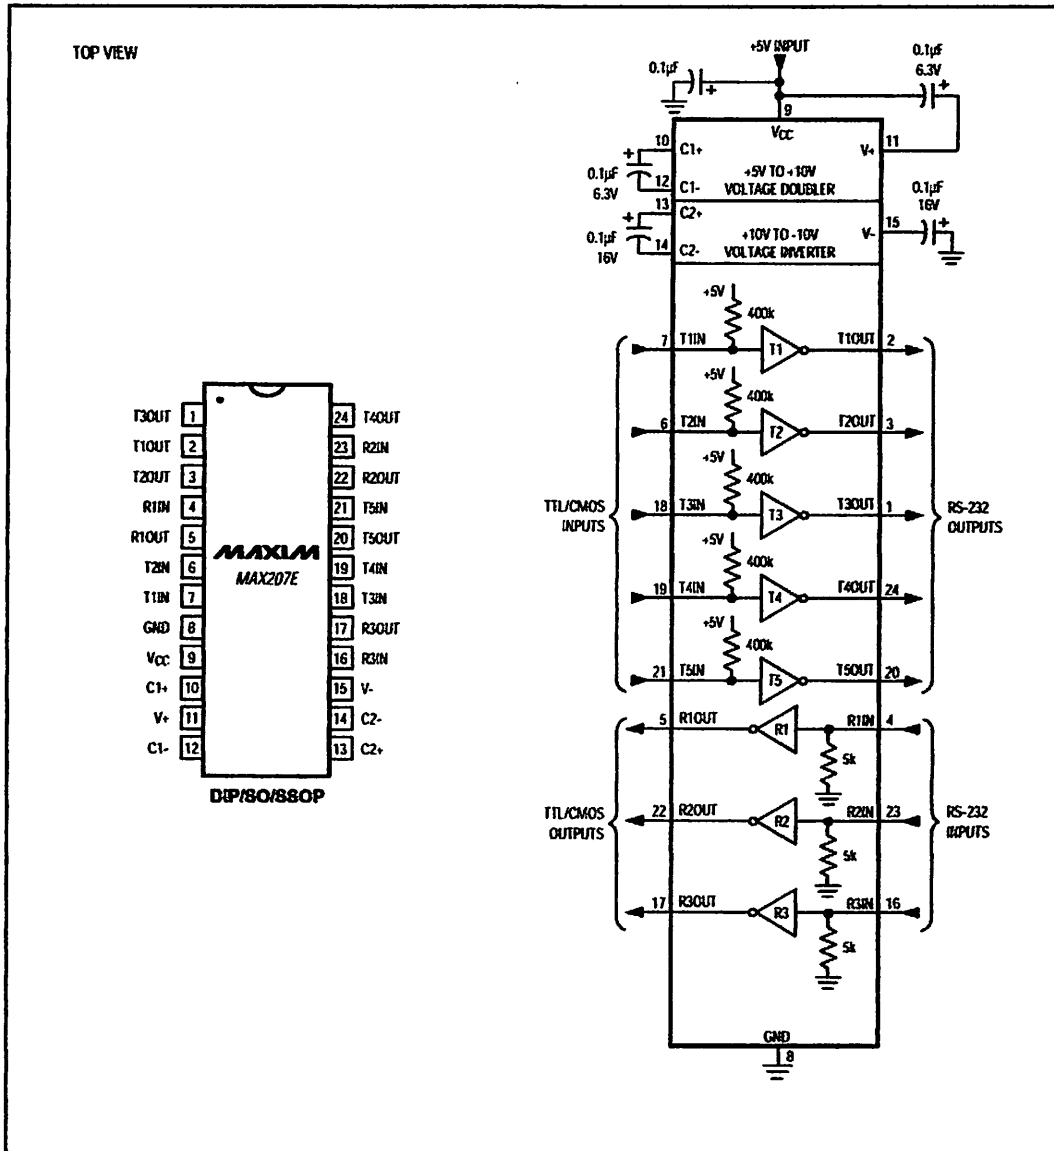 TOP VIEW
+5V INPUT
0.1µF
0.1µF
6.3V
9
VCC
10
C1+
V+
11
0.1µF
6.3V
12
C1-
+5V TO +10V
VOLTAGE DOUBLER
13
C2+
0.1µF
16V
14
C2-
+10V TO -10V
VOLTAGE INVERTER
V-
15
0.1µF
16V
+5V
400k
7
T1IN
T1
T1OUT
2
+5V
400k
6
T2IN
T2
T2OUT
3
+5V
400k
TTL/CMOS
INPUTS
18
T3IN
T3
T3OUT
1
RS-232
OUTPUTS
+5V
400k
19
T4IN
T4
T4OUT
24
+5V
400k
21
T5IN
T5
T5OUT
20
5
R1OUT
R1
R1IN
4
5k
TTL/CMOS
OUTPUTS
22
R2OUT
R2
R2IN
23
RS-232
INPUTS
5k
17
R3OUT
R3
R3IN
16
5k
GND
8
T3OUT 1
24 T4OUT
T1OUT 2
23 R2IN
T2OUT 3
22 R2OUT
R1IN 4
21 T5IN
R1OUT 5
20 T5OUT
T2IN 6
19 T4IN
T1IN 7
18 T3IN
GND 8
17 R3OUT
VCC 9
16 R3IN
C1+ 10
15 V-
V+ 11
14 C2-
C1- 12
13 C2+
MAXIM
MAX207E
DIP/SO/SSOP